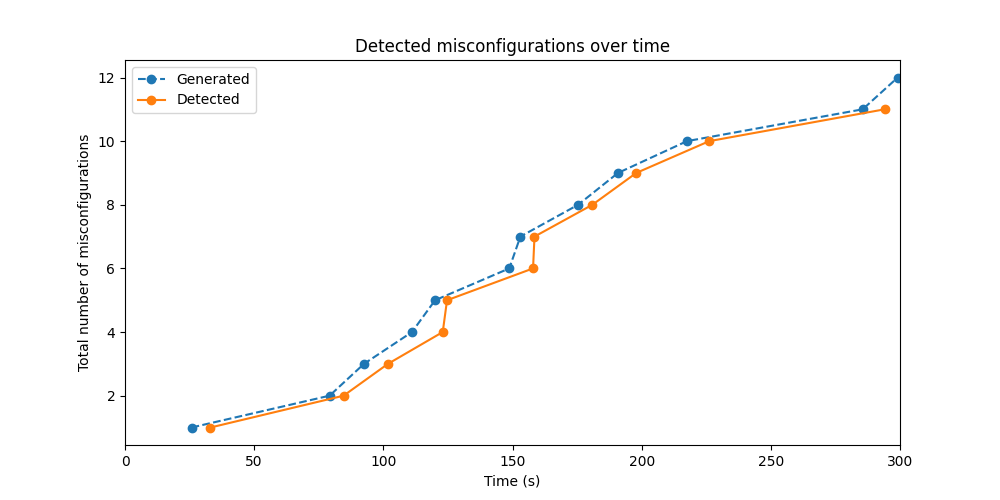 Detected misconfigurations over time
Generated
Detected
Total number of misconfigurations
12
10
8
6
4
2
0 50 100 150 200 250 300
Time (s)